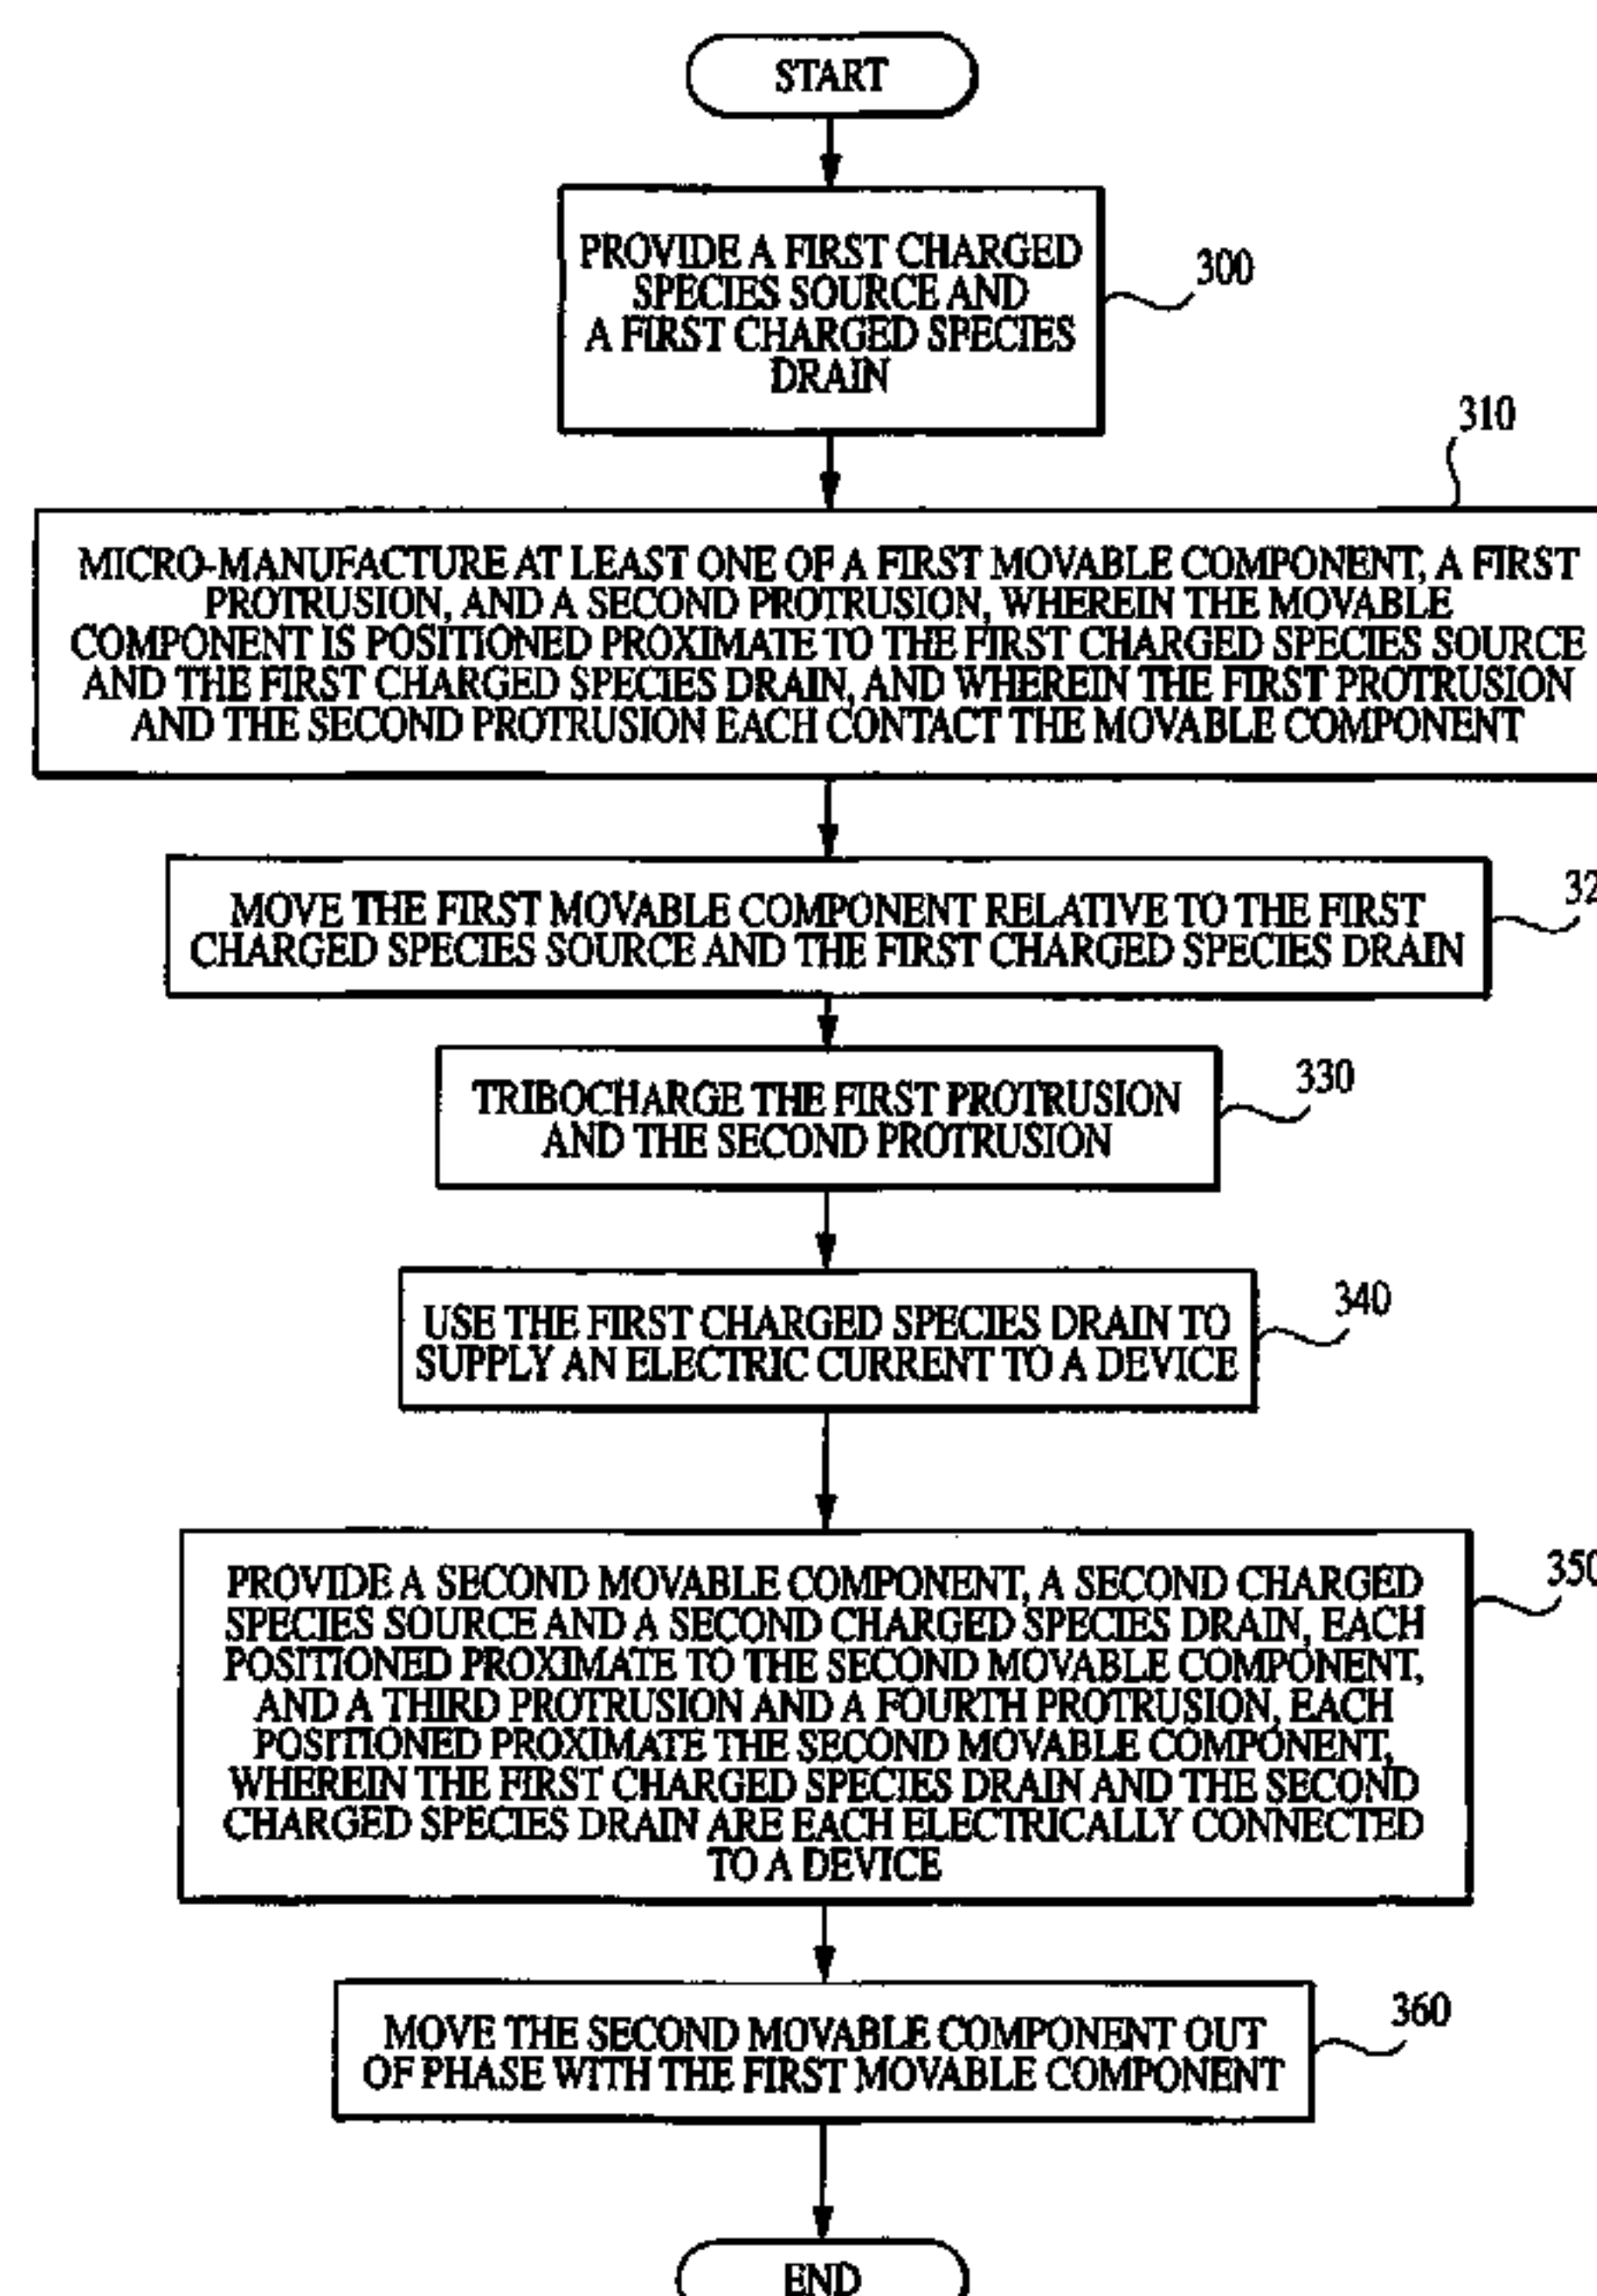 START
PROVIDE A FIRST CHARGED
SPECIES SOURCE AND
A FIRST CHARGED SPECIES
DRAIN
300
310
MICRO-MANUFACTURE AT LEAST ONE OF A FIRST MOVABLE COMPONENT, A FIRST
PROTRUSION, AND A SECOND PROTRUSION, WHEREIN THE MOVABLE
COMPONENT IS POSITIONED PROXIMATE TO THE FIRST CHARGED SPECIES SOURCE
AND THE FIRST CHARGED SPECIES DRAIN, AND WHEREIN THE FIRST PROTRUSION
AND THE SECOND PROTRUSION EACH CONTACT THE MOVABLE COMPONENT
32
MOVE THE FIRST MOVABLE COMPONENT RELATIVE TO THE FIRST
CHARGED SPECIES SOURCE AND THE FIRST CHARGED SPECIES DRAIN
330
TRIBOCHARGE THE FIRST PROTRUSION
AND THE SECOND PROTRUSION
340
USE THE FIRST CHARGED SPECIES DRAIN TO
SUPPLY AN ELECTRIC CURRENT TO A DEVICE
350
PROVIDE A SECOND MOVABLE COMPONENT, A SECOND CHARGED
SPECIES SOURCE AND A SECOND CHARGED SPECIES DRAIN, EACH
POSITIONED PROXIMATE TO THE SECOND MOVABLE COMPONENT,
AND A THIRD PROTRUSION AND A FOURTH PROTRUSION, EACH
POSITIONED PROXIMATE THE SECOND MOVABLE COMPONENT,
WHEREIN THE FIRST CHARGED SPECIES DRAIN AND THE SECOND
CHARGED SPECIES DRAIN ARE EACH ELECTRICALLY CONNECTED
TO A DEVICE
360
MOVE THE SECOND MOVABLE COMPONENT OUT
OF PHASE WITH THE FIRST MOVABLE COMPONENT
END